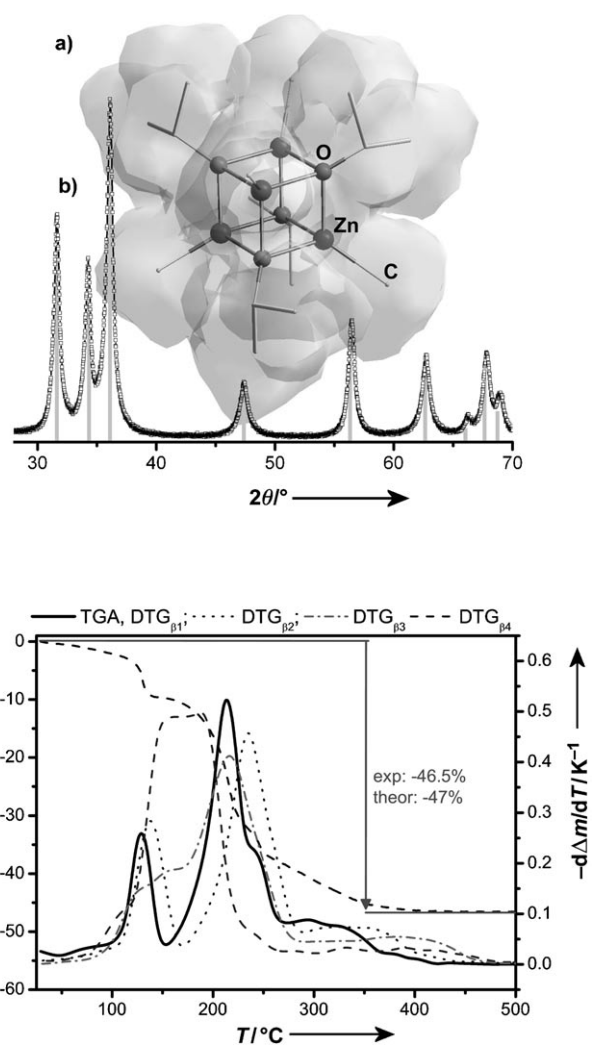 a)
O
b)
Zn
C
30 40 50 60 70
2θ/°
TGA, DTGβ1; DTGβ2; DTGβ3 DTGβ4
0
-10
-20
-30
-40
-50
-60
exp: -46.5%
theor: -47%
0.6
0.5
0.4
0.3
0.2
0.1
0.0
–dΔm/dT/K⁻¹
100 200 300 400 500
T/°C